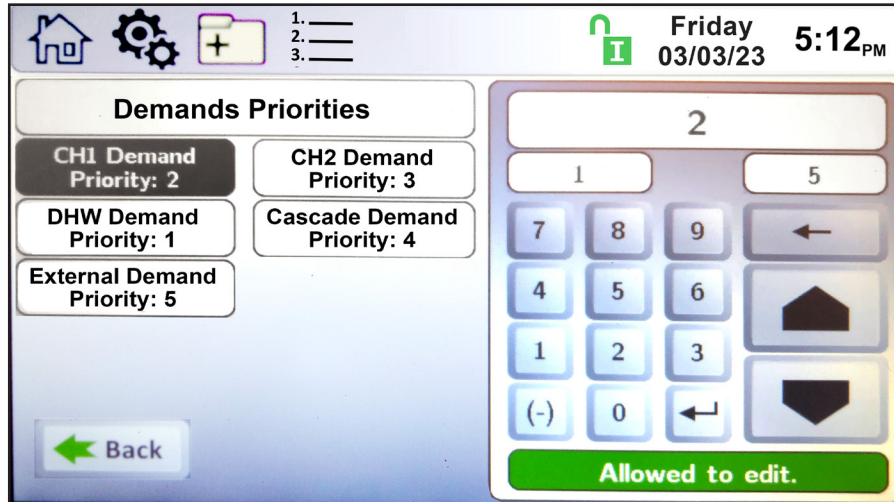 1.
2.
3.
I
Friday
03/03/23
5:12 PM
Demands Priorities
CH1 Demand
Priority: 2
CH2 Demand
Priority: 3
DHW Demand
Priority: 1
Cascade Demand
Priority: 4
External Demand
Priority: 5
Back
2
1 5
7 8 9
4 5 6
1 2 3
(-) 0
Allowed to edit.